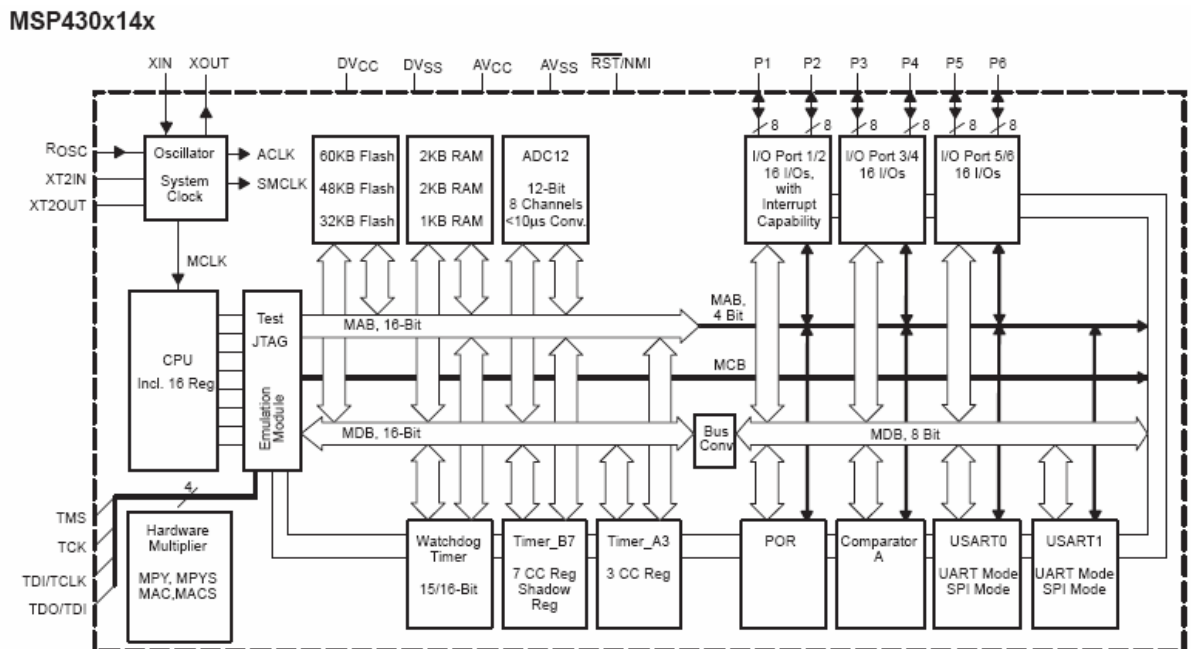 MSP430x14x
XIN XOUT DVCC DVSS AVCC AVSS RST/NMI P1 P2 P3 P4 P5 P6
8 8 8 8 8 8
ROSC
XT2IN
XT2OUT
Oscillator
System
Clock
ACLK
SMCLK
MCLK
60KB Flash
48KB Flash
32KB Flash
2KB RAM
2KB RAM
1KB RAM
ADC12
12-Bit
8 Channels
<10µs Conv.
I/O Port 1/2
16 I/Os,
with
Interrupt
Capability
I/O Port 3/4
16 I/Os
I/O Port 5/6
16 I/Os
CPU
Incl. 16 Reg
Test
JTAG
Emulation
Module
MAB, 16-Bit
MAB,
4 Bit
MCB
MDB, 16-Bit
Bus
Conv
MDB, 8 Bit
4
TMS
TCK
TDI/TCLK
TDO/TDI
Hardware
Multiplier
MPY, MPYS
MAC,MACS
Watchdog
Timer
15/16-Bit
Timer_B7
7 CC Reg
Shadow
Reg
Timer_A3
3 CC Reg
POR
Comparator
A
USART0
UART Mode
SPI Mode
USART1
UART Mode
SPI Mode